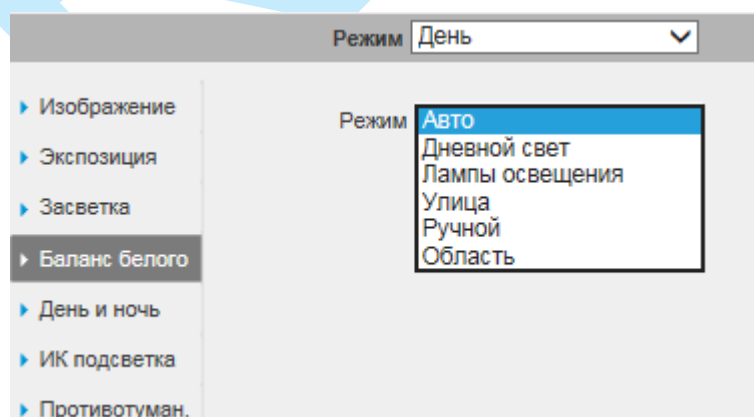 Режим День
Изображение
Экспозиция
Засветка
Баланс белого
День и ночь
ИК подсветка
Противотуман.
Режим Авто
Дневной свет
Лампы освещения
Улица
Ручной
Область